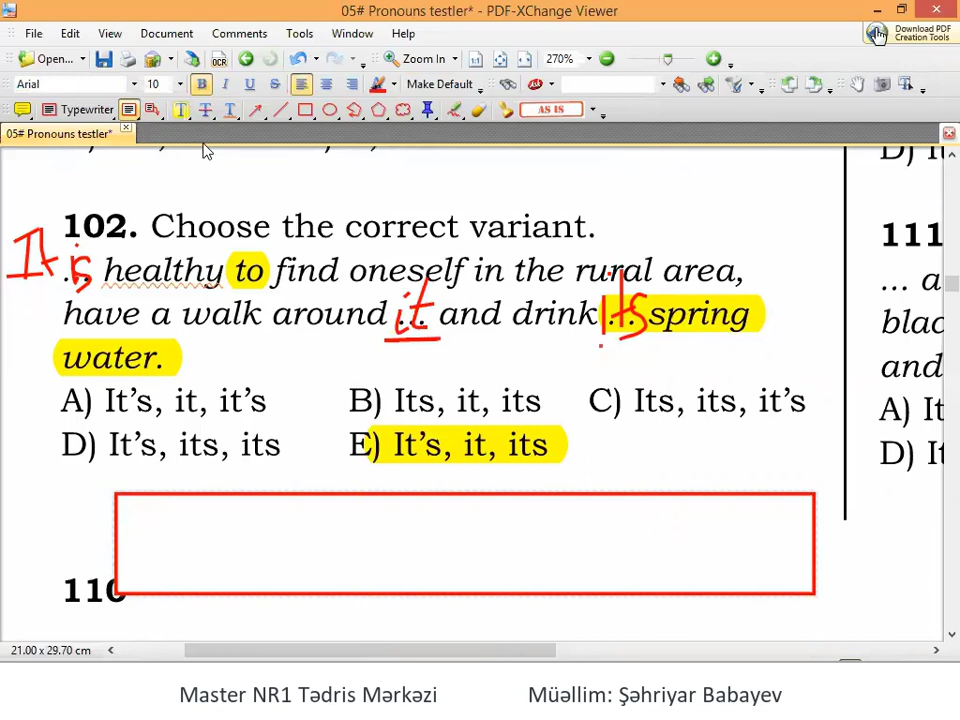 05# Pronouns testler* - PDF-XChange Viewer
File Edit View Document Comments Tools Window Help
Download PDF Creation Tools
Open... OCR Zoom In 270%
Arial 10 B I U Make Default
Typewriter AS IS
05# Pronouns testler*
102. Choose the correct variant.
It is
... healthy to find oneself in the rural area,
it its
have a walk around ... and drink ... spring
water.
A) It’s, it, it’s B) Its, it, its C) Its, its, it’s
D) It’s, its, its E) It’s, it, its
110
D) It
111
... a
blac
and
A) It
D) It
21.00 x 29.70 cm
Master NR1 Tədris Mərkəzi Müəllim: Şəhriyar Babayev